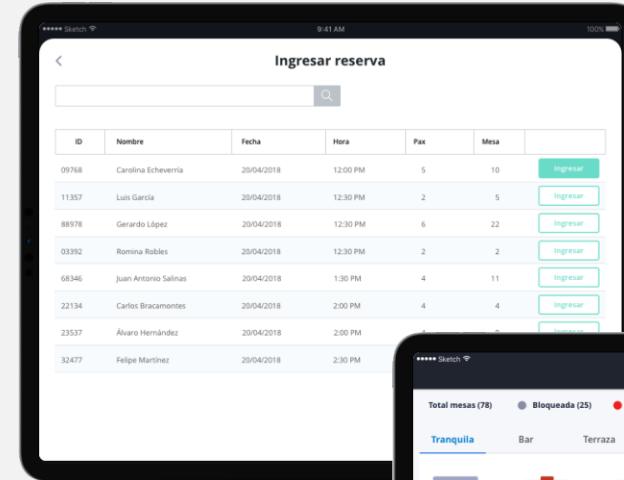 Sketch 9:41 AM 100%
Ingresar reserva
ID Nombre Fecha Hora Pax Mesa
09768 Carolina Echeverría 20/04/2018 12:00 PM 5 10 Ingresar
11357 Luis García 20/04/2018 12:30 PM 2 5 Ingresar
88978 Gerardo López 20/04/2018 12:30 PM 6 22 Ingresar
03392 Romina Robles 20/04/2018 12:30 PM 2 2 Ingresar
68346 Juan Antonio Salinas 20/04/2018 1:30 PM 4 11 Ingresar
22134 Carlos Bracamontes 20/04/2018 2:00 PM 4 4 Ingresar
23537 Álvaro Hernández 20/04/2018 2:00 PM
32477 Felipe Martínez 20/04/2018 2:30 PM
Sketch
Total mesas (78) Bloqueada (25)
Tranquila Bar Terraza